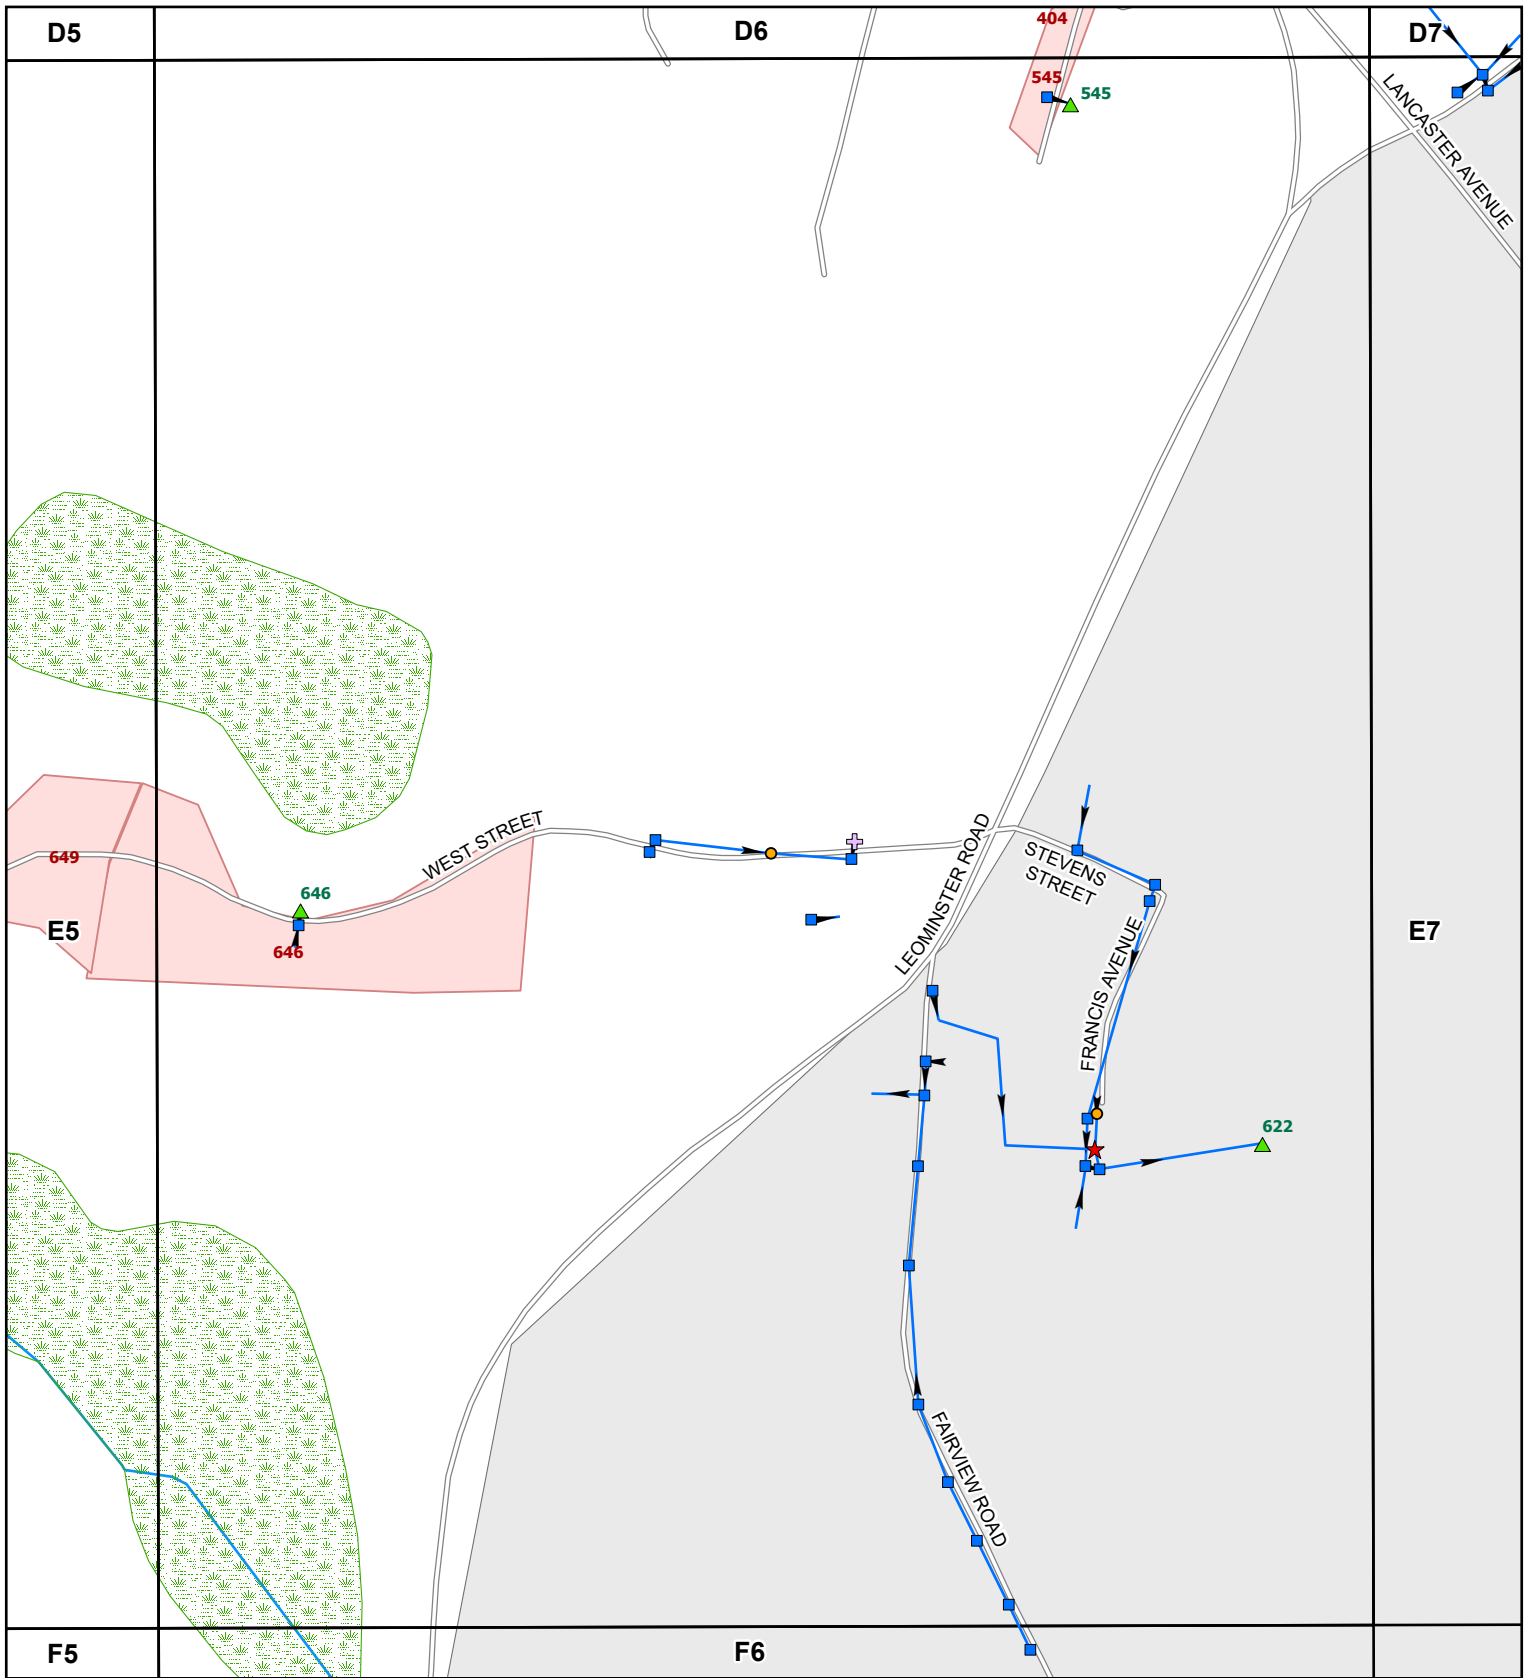 D5
D6
404
D7
545
545
LANCASTER AVENUE
WEST STREET
649
646
646
E5
LEOMINSTER ROAD
STEVENS
STREET
FRANCIS AVENUE
E7
622
FAIRVIEW ROAD
F5
F6